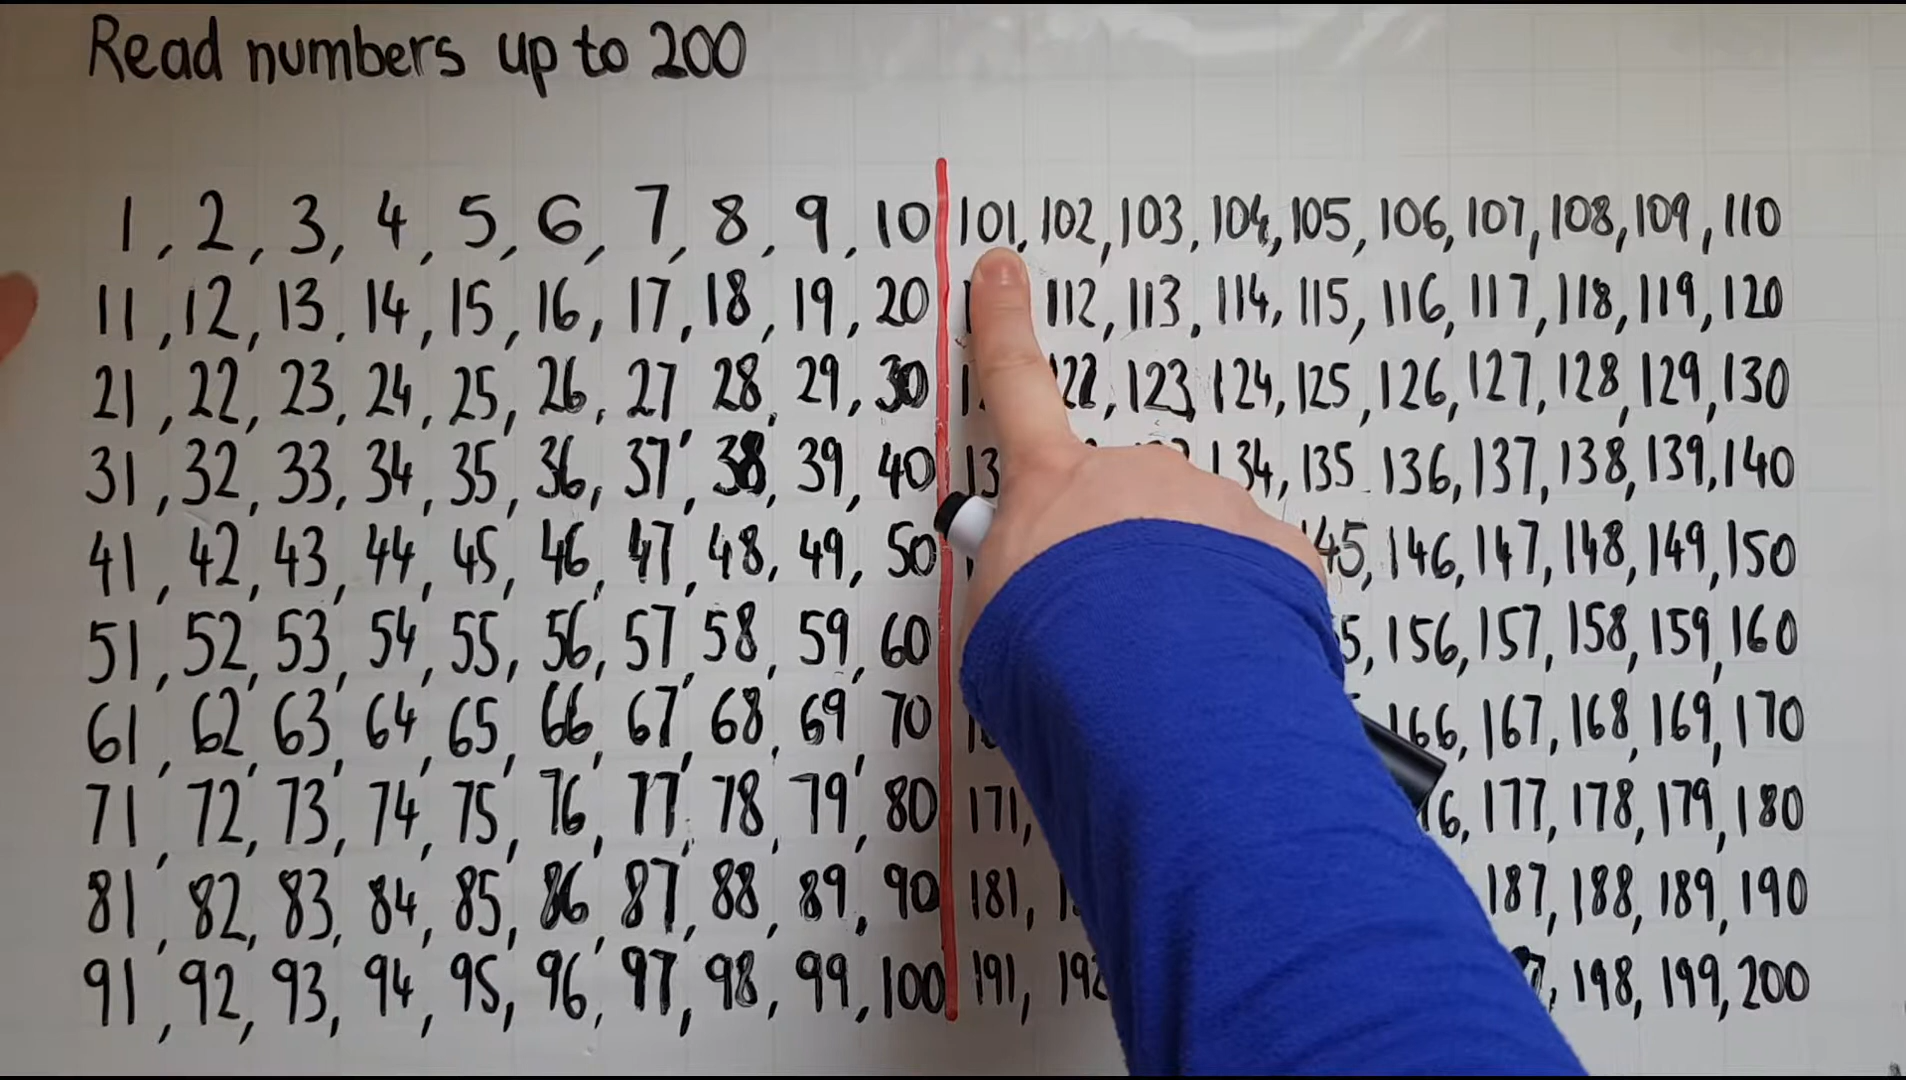 Read numbers up to 200
1, 2, 3, 4, 5, 6, 7, 8, 9, 10 101, 102, 103, 104, 105, 106, 107, 108, 109, 110
11, 12, 13, 14, 15, 16, 17, 18, 19, 20 112, 113, 114, 115, 116, 117, 118, 119, 120
21, 22, 23, 24, 25, 26, 27, 28, 29, 30 123, 124, 125, 126, 127, 128, 129, 130
31, 32, 33, 34, 35, 36, 37, 38, 39, 40 134, 135 136, 137, 138, 139, 140
41, 42, 43, 44, 45, 46, 47, 48, 49, 50 146, 147, 148, 149, 150
51, 52, 53, 54, 55, 56, 57, 58, 59, 60 156, 157, 158, 159, 160
61, 62, 63, 64, 65, 66, 67, 68, 69, 70 166, 167, 168, 169, 170
71, 72, 73, 74, 75, 76, 77, 78, 79, 80 171, 177, 178, 179, 180
81, 82, 83, 84, 85, 86, 87, 88, 89, 90 181, 187, 188, 189, 190
91, 92, 93, 94, 95, 96, 97, 98, 99, 100 191, 192 198, 199, 200